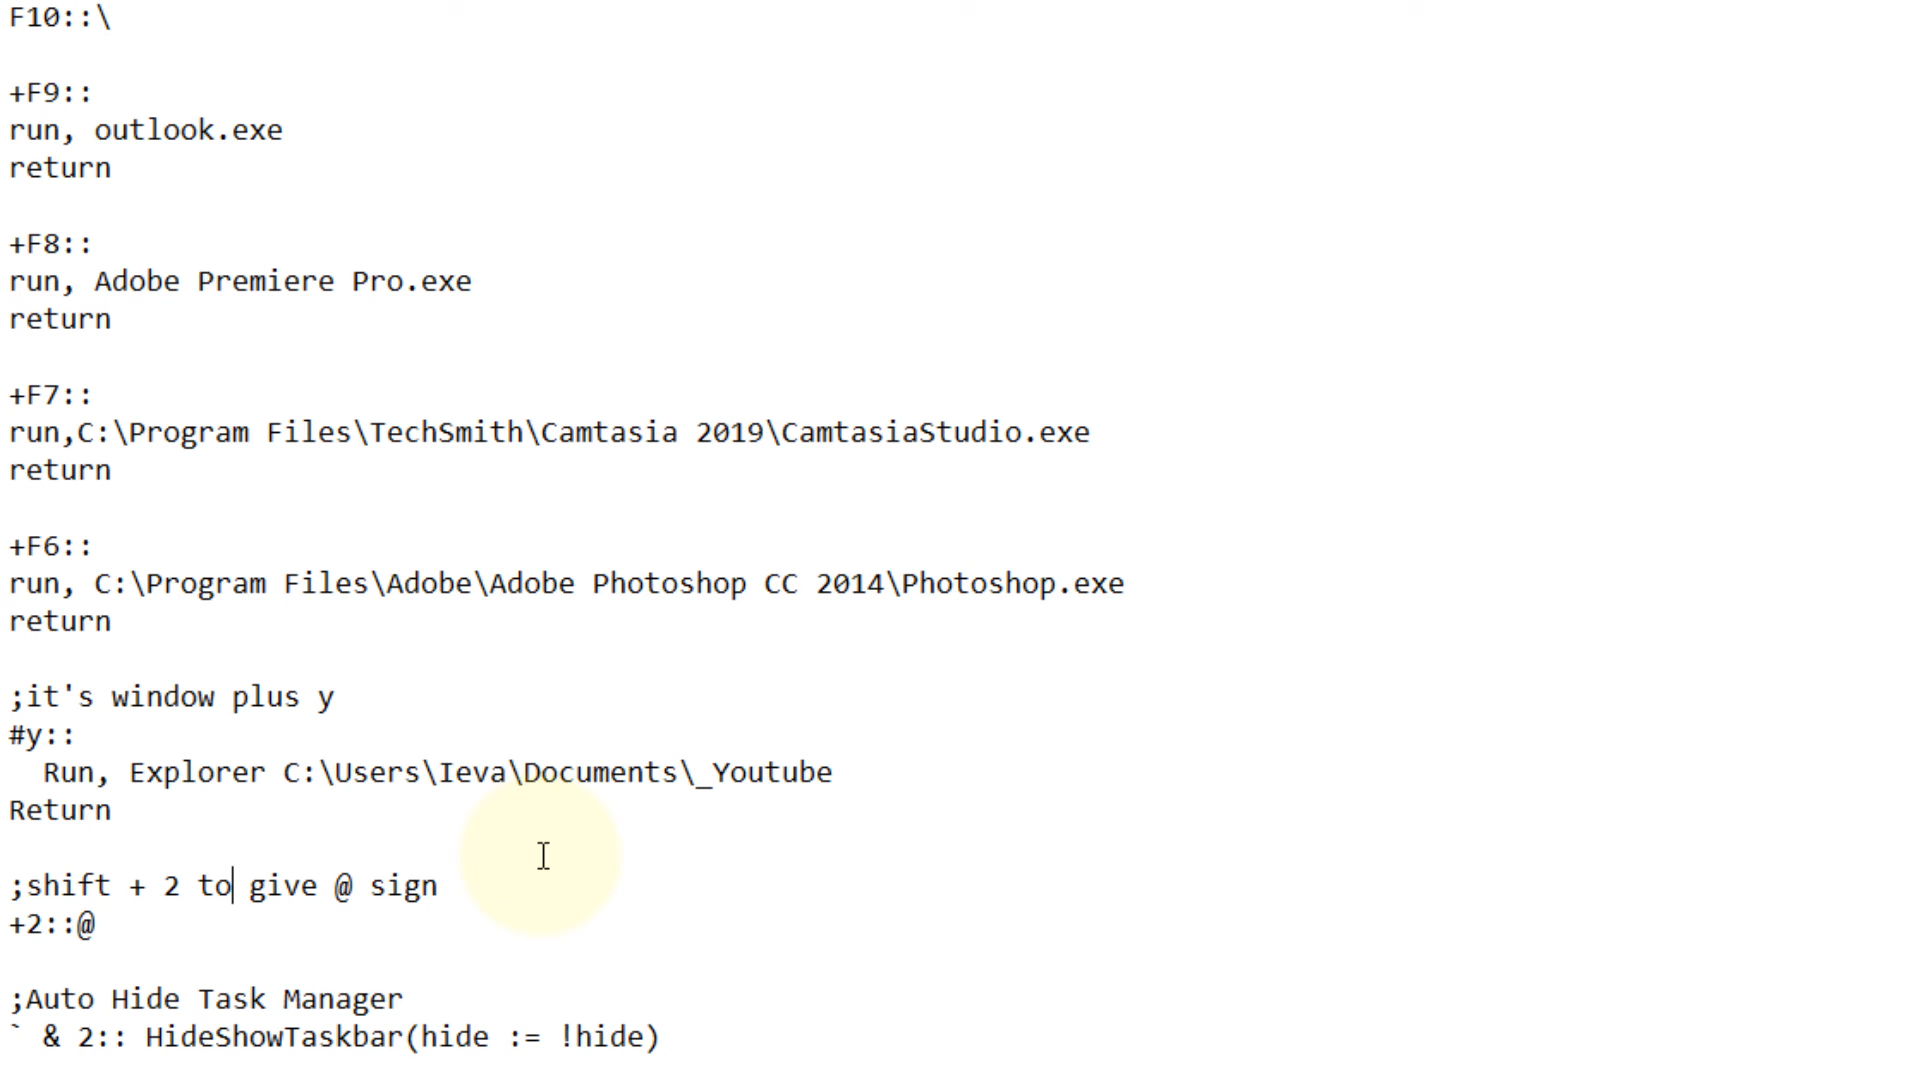 F10::\
+F9::
run, outlook.exe
return
+F8::
run, Adobe Premiere Pro.exe
return
+F7::
run,C:\Program Files\TechSmith\Camtasia 2019\CamtasiaStudio.exe
return
+F6::
run, C:\Program Files\Adobe\Adobe Photoshop CC 2014\Photoshop.exe
return
;it's window plus y
#y::
  Run, Explorer C:\Users\Ieva\Documents\_Youtube
Return
;shift + 2 to give @ sign
+2::@
;Auto Hide Task Manager
` & 2:: HideShowTaskbar(hide := !hide)